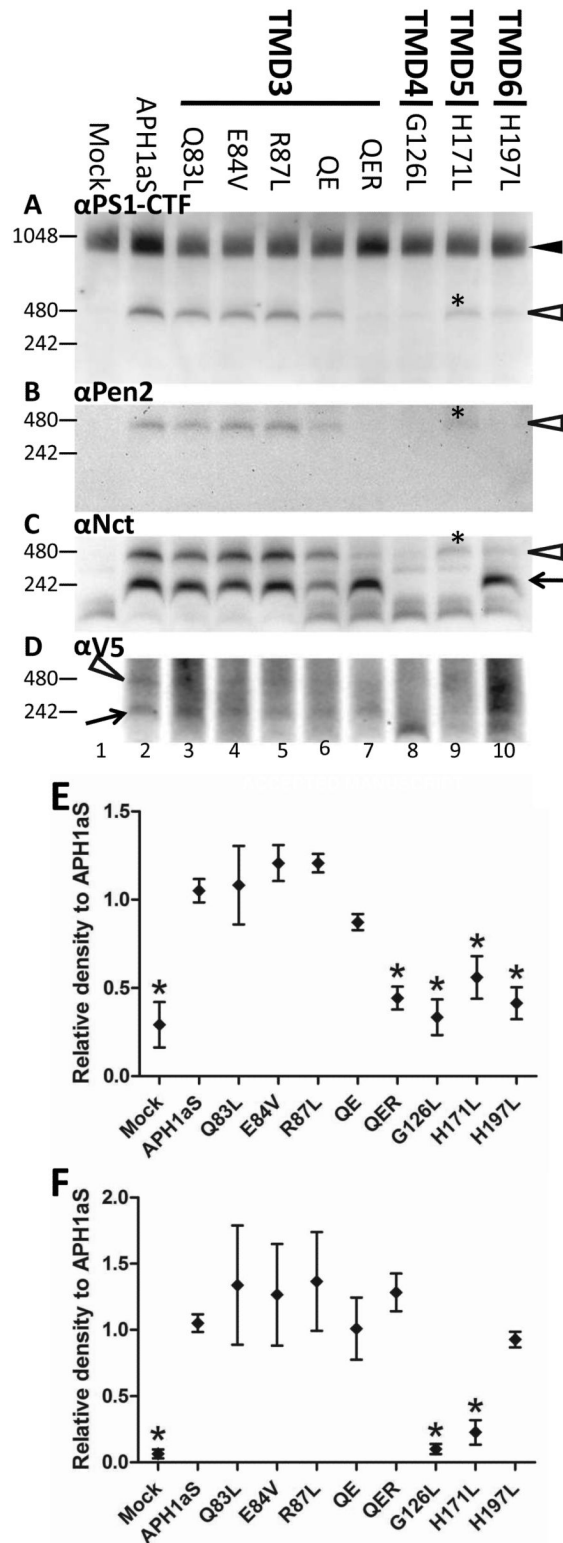 TMD3 TMD4 TMD5 TMD6
Mock APH1aS Q83L E84V R87L QE QER G126L H171L H197L
A αPS1-CTF
1048
480 *
242
B αPen2
480 *
242
C αNct
480 *
242
D αV5
480
242
1 2 3 4 5 6 7 8 9 10
E
Relative density to APH1aS
1.5
1.0
0.5
0.0
* * * * *
Mock APH1aS Q83L E84V R87L QE QER G126L H171L H197L
F
Relative density to APH1aS
2.0
1.5
1.0
0.5
0.0
* * *
Mock APH1aS Q83L E84V R87L QE QER G126L H171L H197L